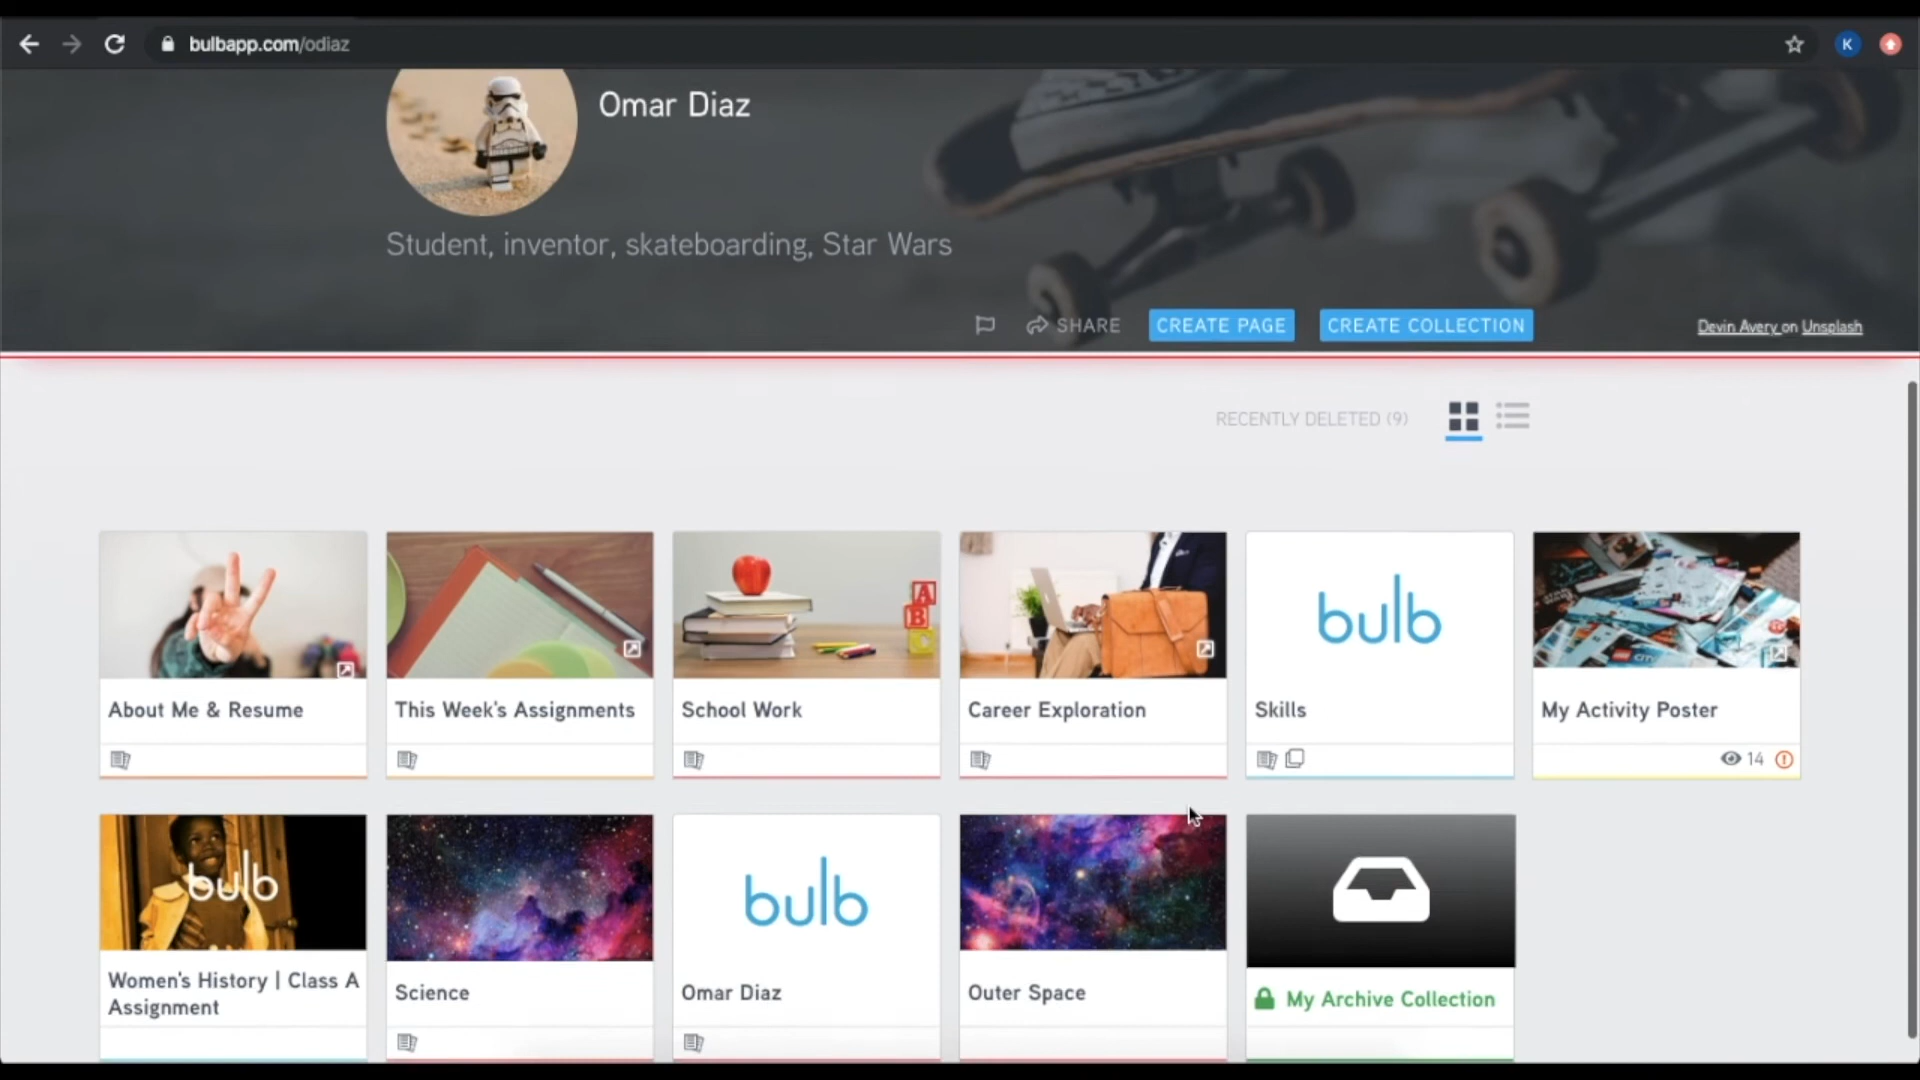 bulbapp.com/odiaz
K
Omar Diaz
Student, inventor, skateboarding, Star Wars
SHARE
CREATE PAGE
CREATE COLLECTION
Devin Avery on Unsplash
RECENTLY DELETED (9)
A
B
bulb
CITY
About Me & Resume
This Week's Assignments
School Work
Career Exploration
Skills
My Activity Poster
14
bulb
bulb
Women's History | Class A
Assignment
Science
Omar Diaz
Outer Space
My Archive Collection